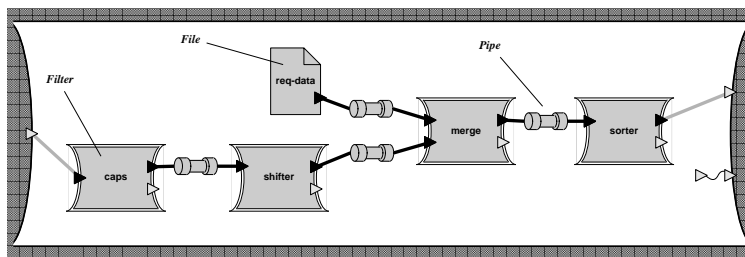 File
Pipe
Filter
req-data
merge
sorter
caps
shifter